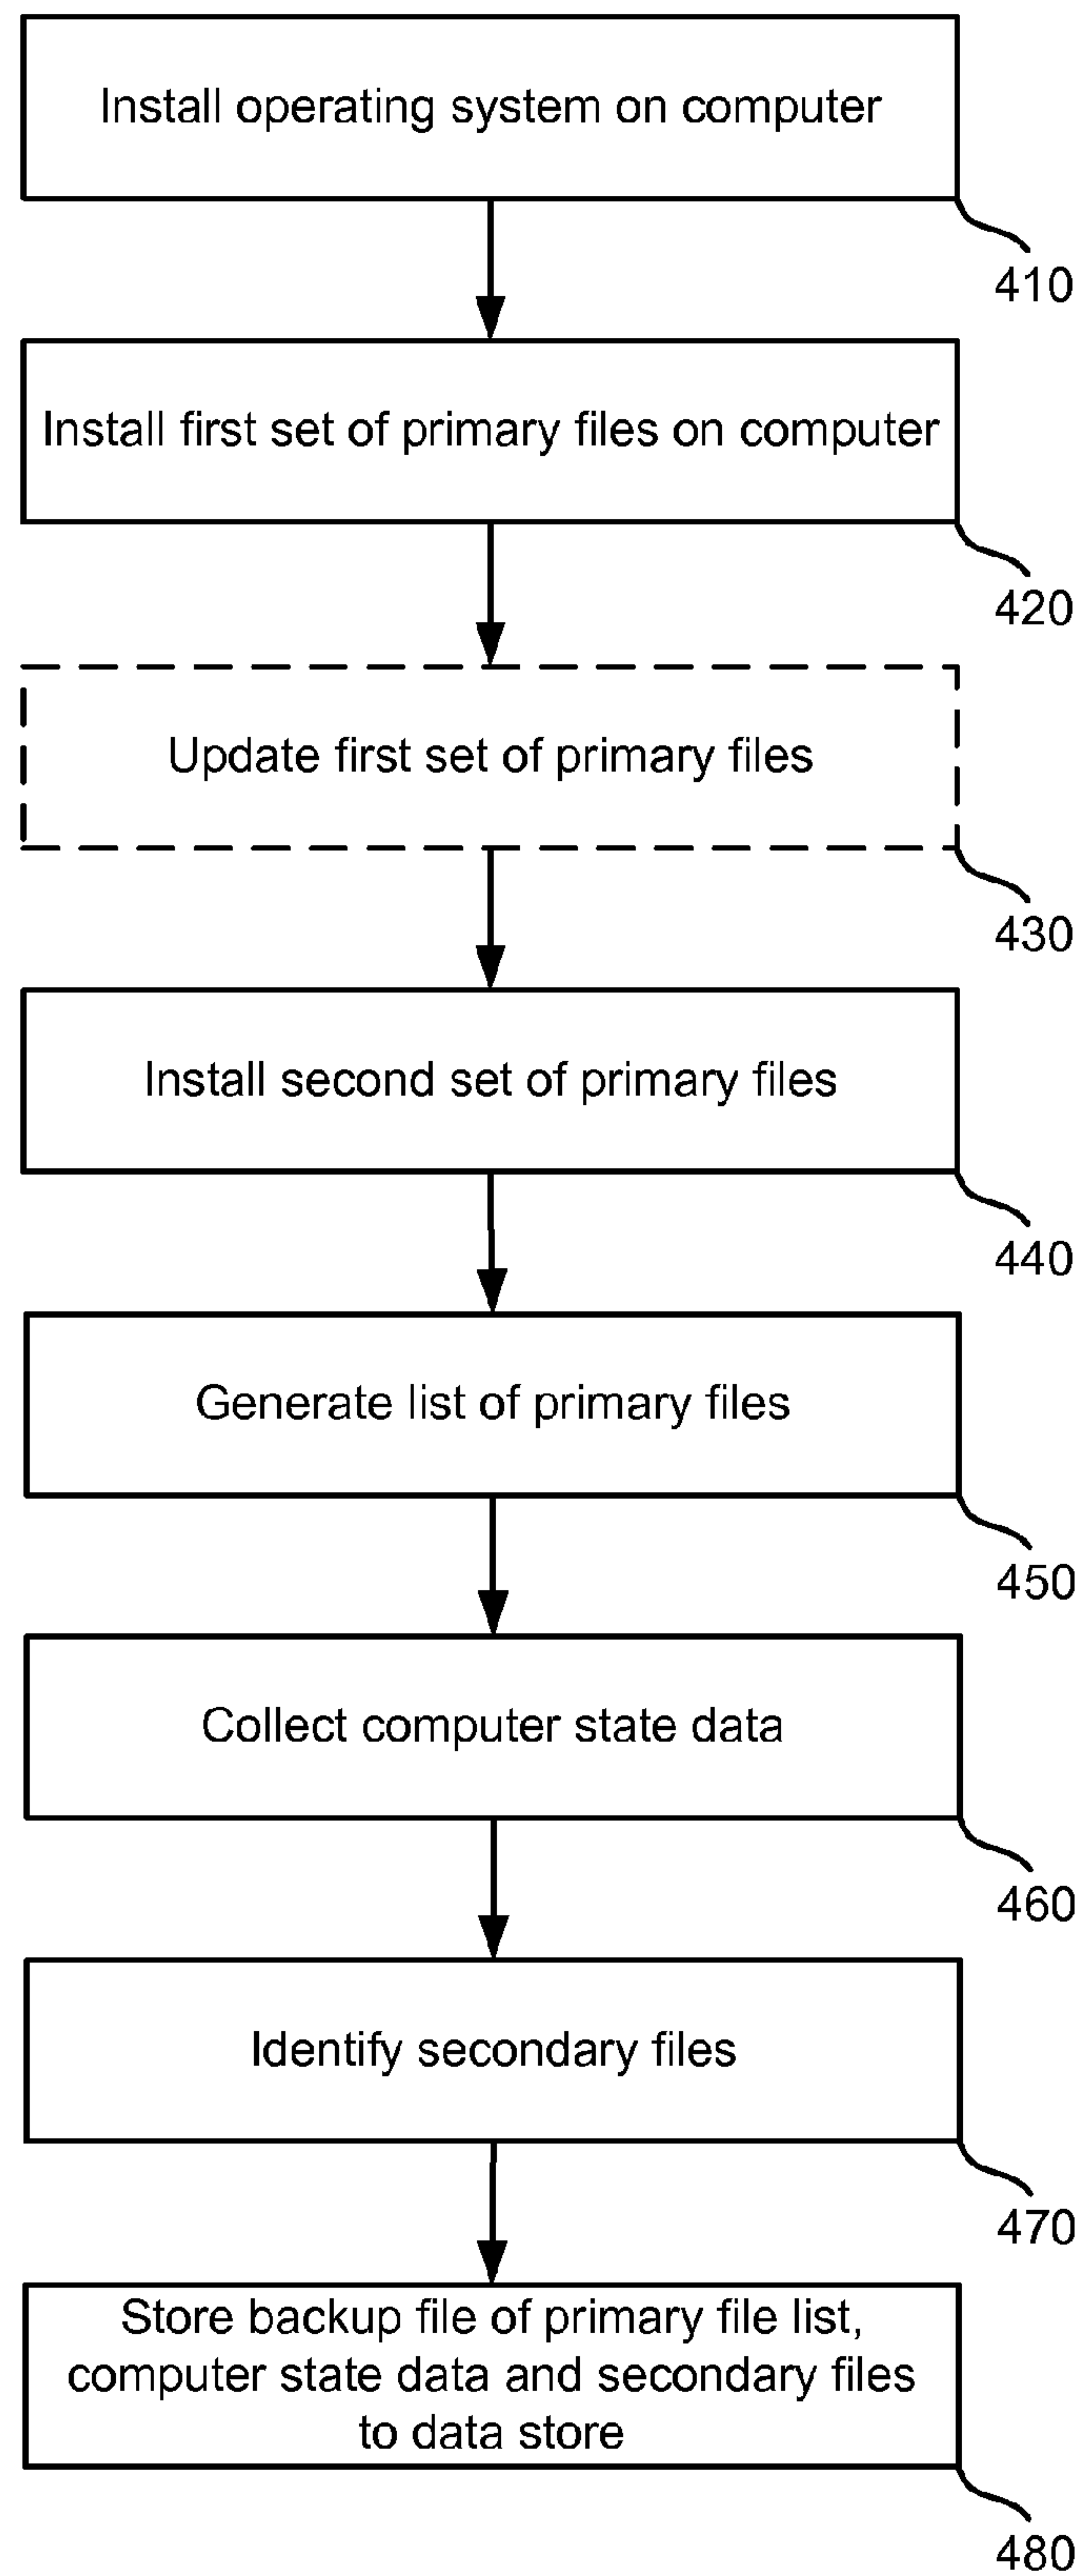 Install operating system on computer
410
Install first set of primary files on computer
420
Update first set of primary files
430
Install second set of primary files
440
Generate list of primary files
450
Collect computer state data
460
Identify secondary files
470
Store backup file of primary file list,
computer state data and secondary files
to data store
480